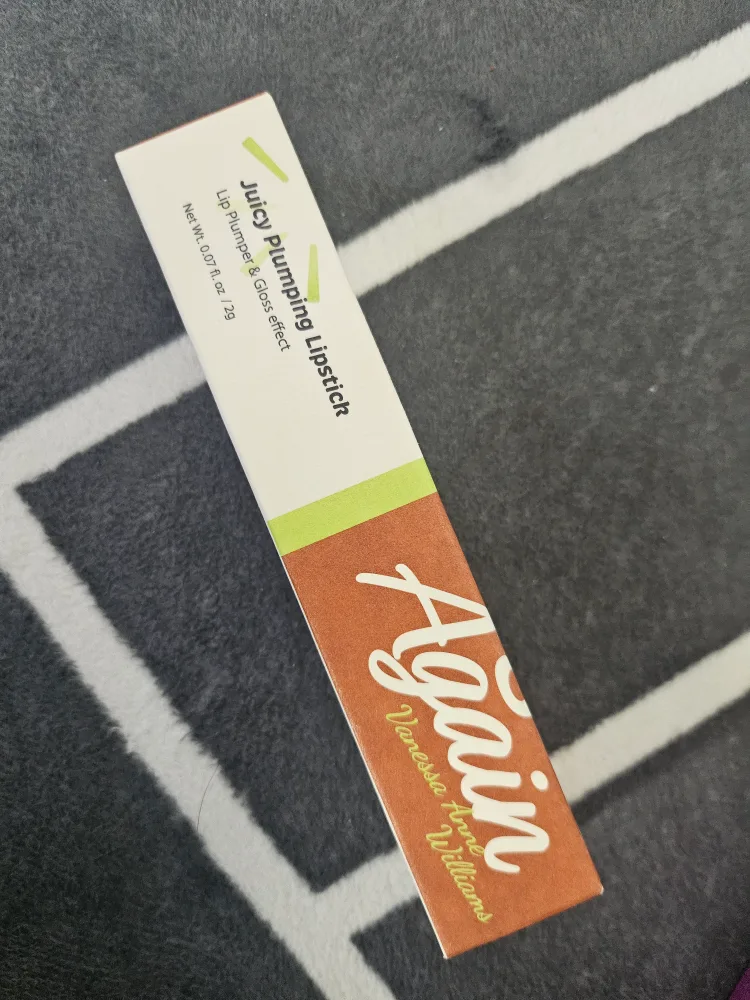 Juicy Plumping Lipstick
Lip Plumper & Gloss effect
Net Wt. 0.07 fl. oz / 2g
Again
Vanessa Anne
Williams